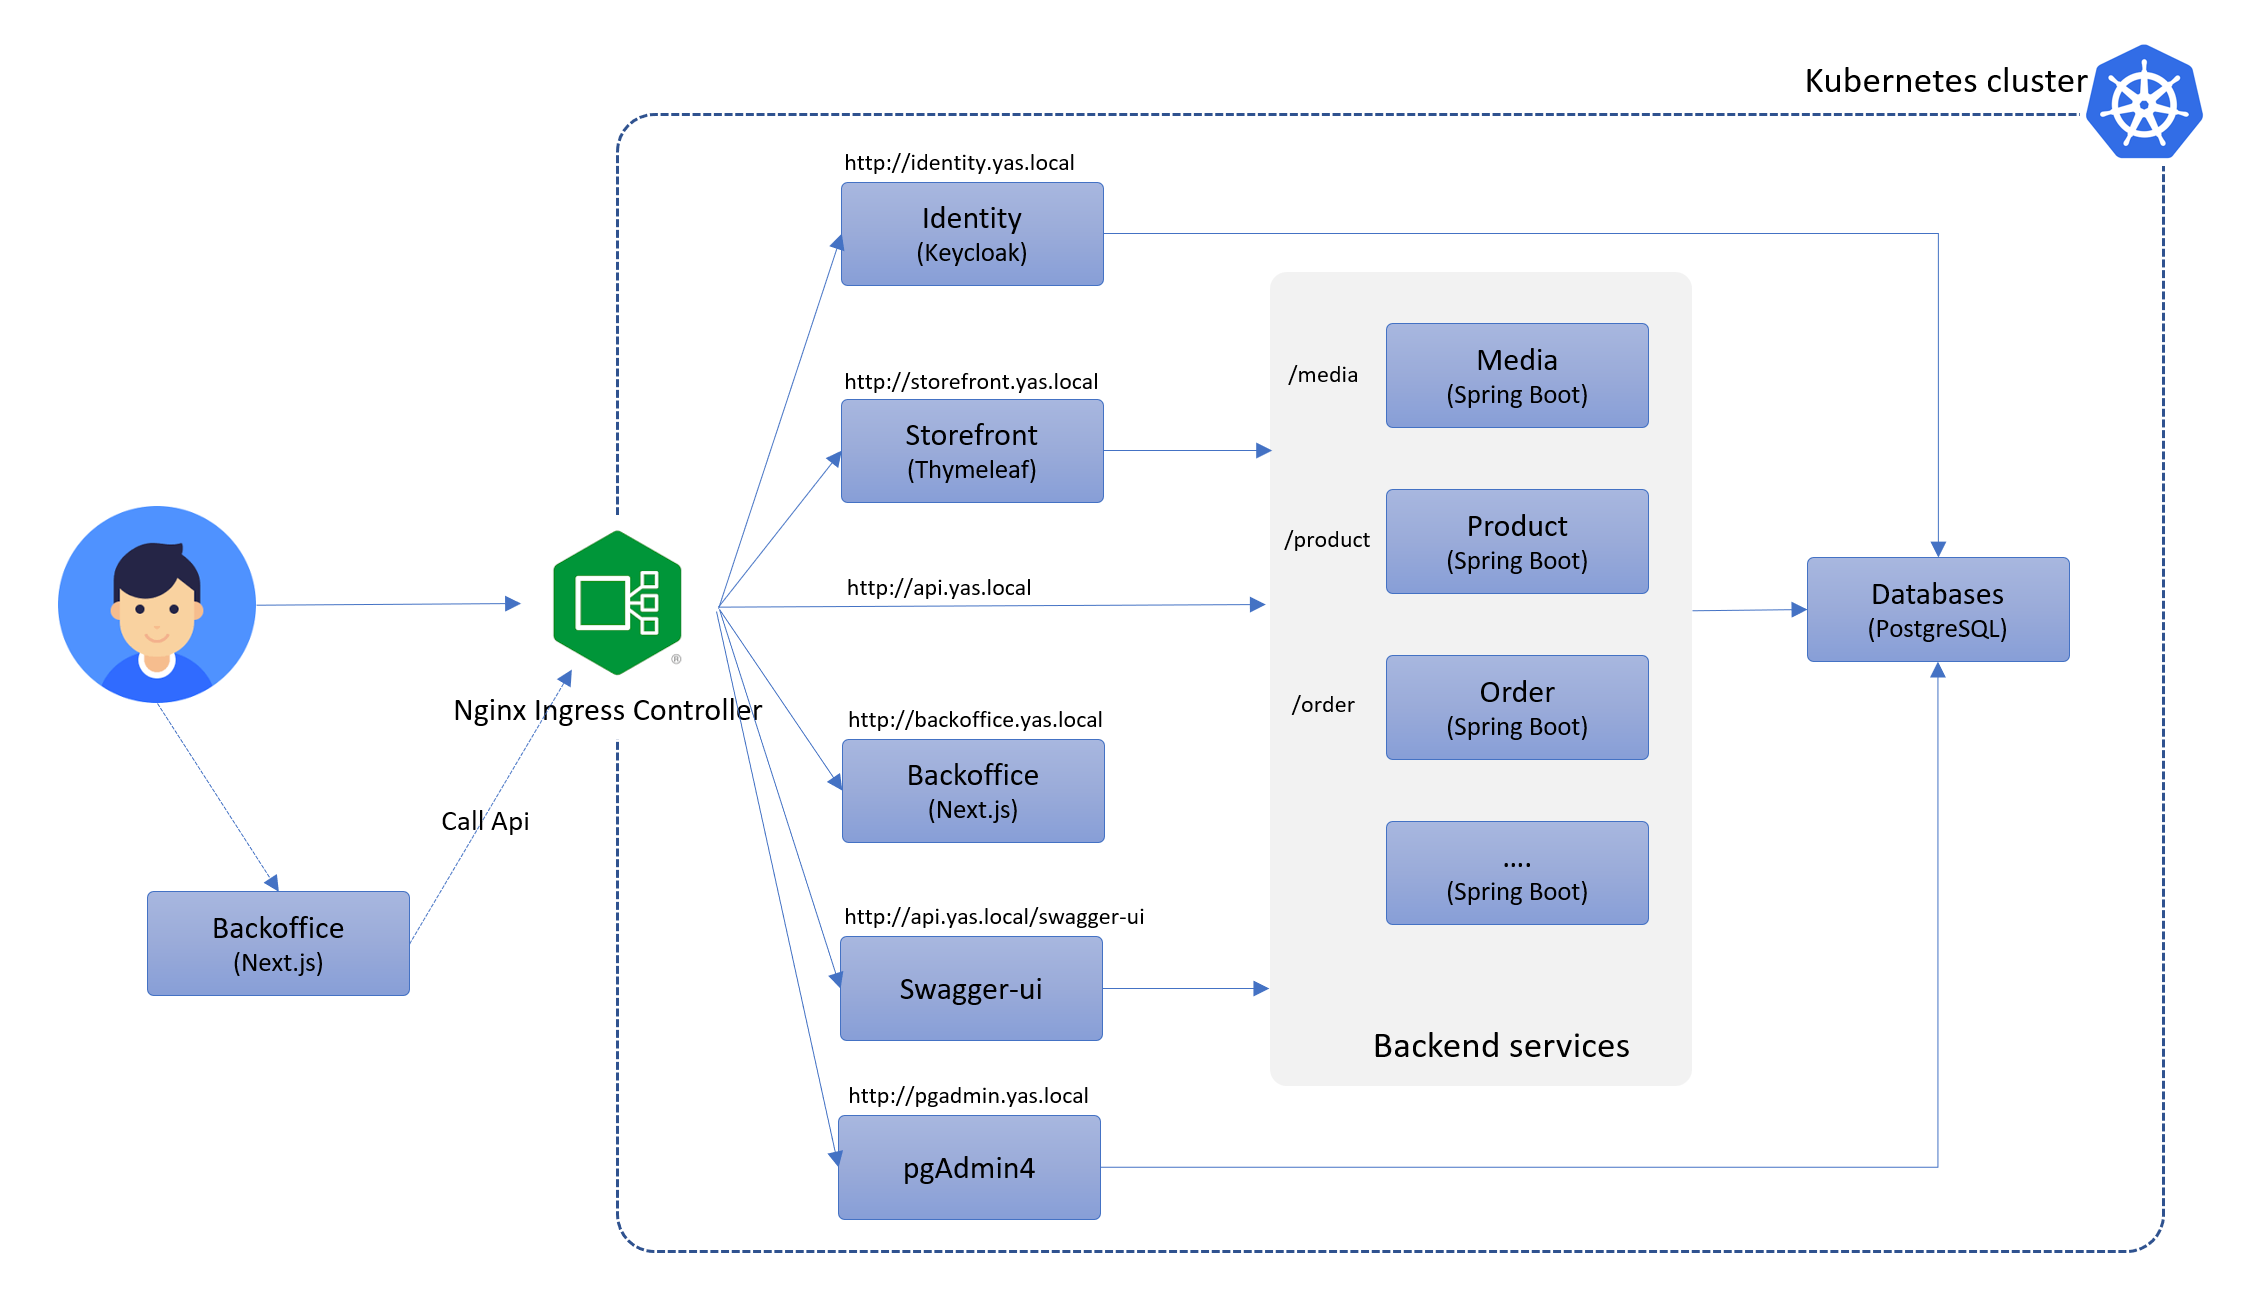 Kubernetes cluster
http://identity.yas.local
Identity
(Keycloak)
http://storefront.yas.local
Storefront
(Thymeleaf)
http://api.yas.local
Nginx Ingress Controller
®
Call Api
Backoffice
(Next.js)
http://backoffice.yas.local
Backoffice
(Next.js)
http://api.yas.local/swagger-ui
Swagger-ui
http://pgadmin.yas.local
pgAdmin4
/media
Media
(Spring Boot)
/product
Product
(Spring Boot)
/order
Order
(Spring Boot)
....
(Spring Boot)
Backend services
Databases
(PostgreSQL)